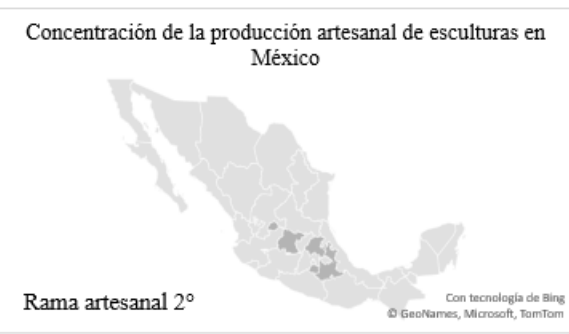 Concentración de la producción artesanal de esculturas en
México
Rama artesanal 2°
Con tecnología de Bing
© GeoNames, Microsoft, TomTom